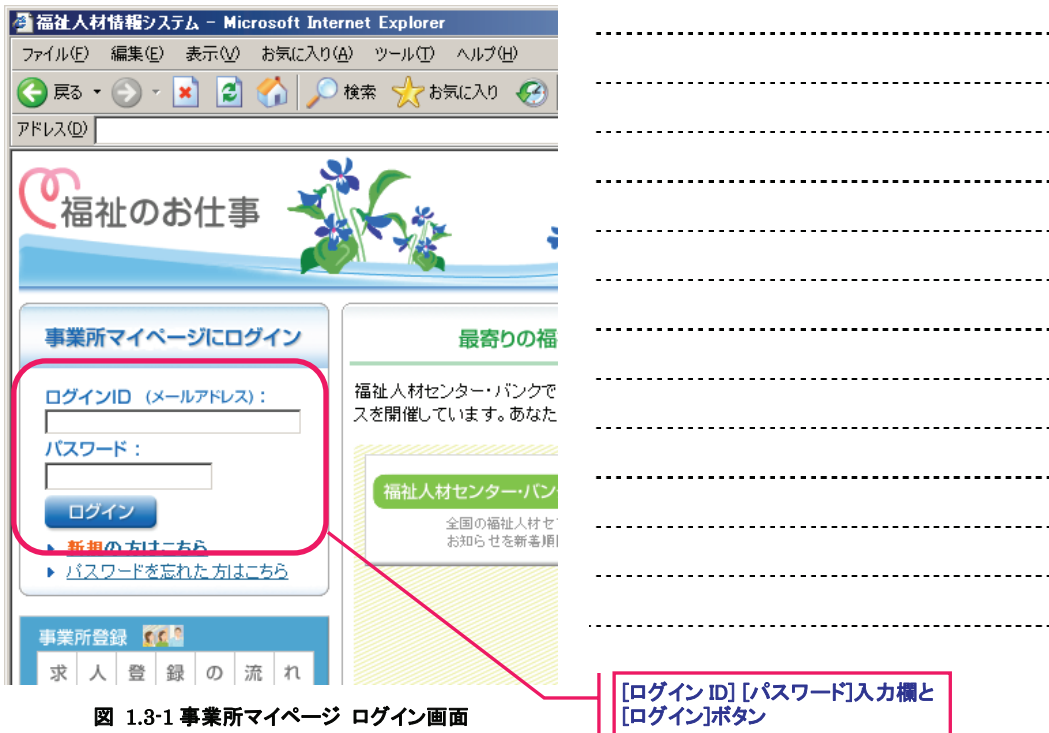 福祉人材情報システム - Microsoft Internet Explorer
ファイル(F) 編集(E) 表示(V) お気に入り(A) ツール(T) ヘルプ(H)
戻る 検索 お気に入り
アドレス(D)
福祉のお仕事
事業所マイページにログイン
ログインID (メールアドレス):
パスワード:
ログイン
新規の方はこちら
パスワードを忘れた方はこちら
事業所登録
求人登録の流れ
最寄りの福
福祉人材センター・バンクで
スを開催しています。あなた
福祉人材センター・バン
全国の福祉人材セ
お知らせを新着順
[ログイン ID] [パスワード]入力欄と
[ログイン]ボタン
図 1.3-1 事業所マイページ ログイン画面